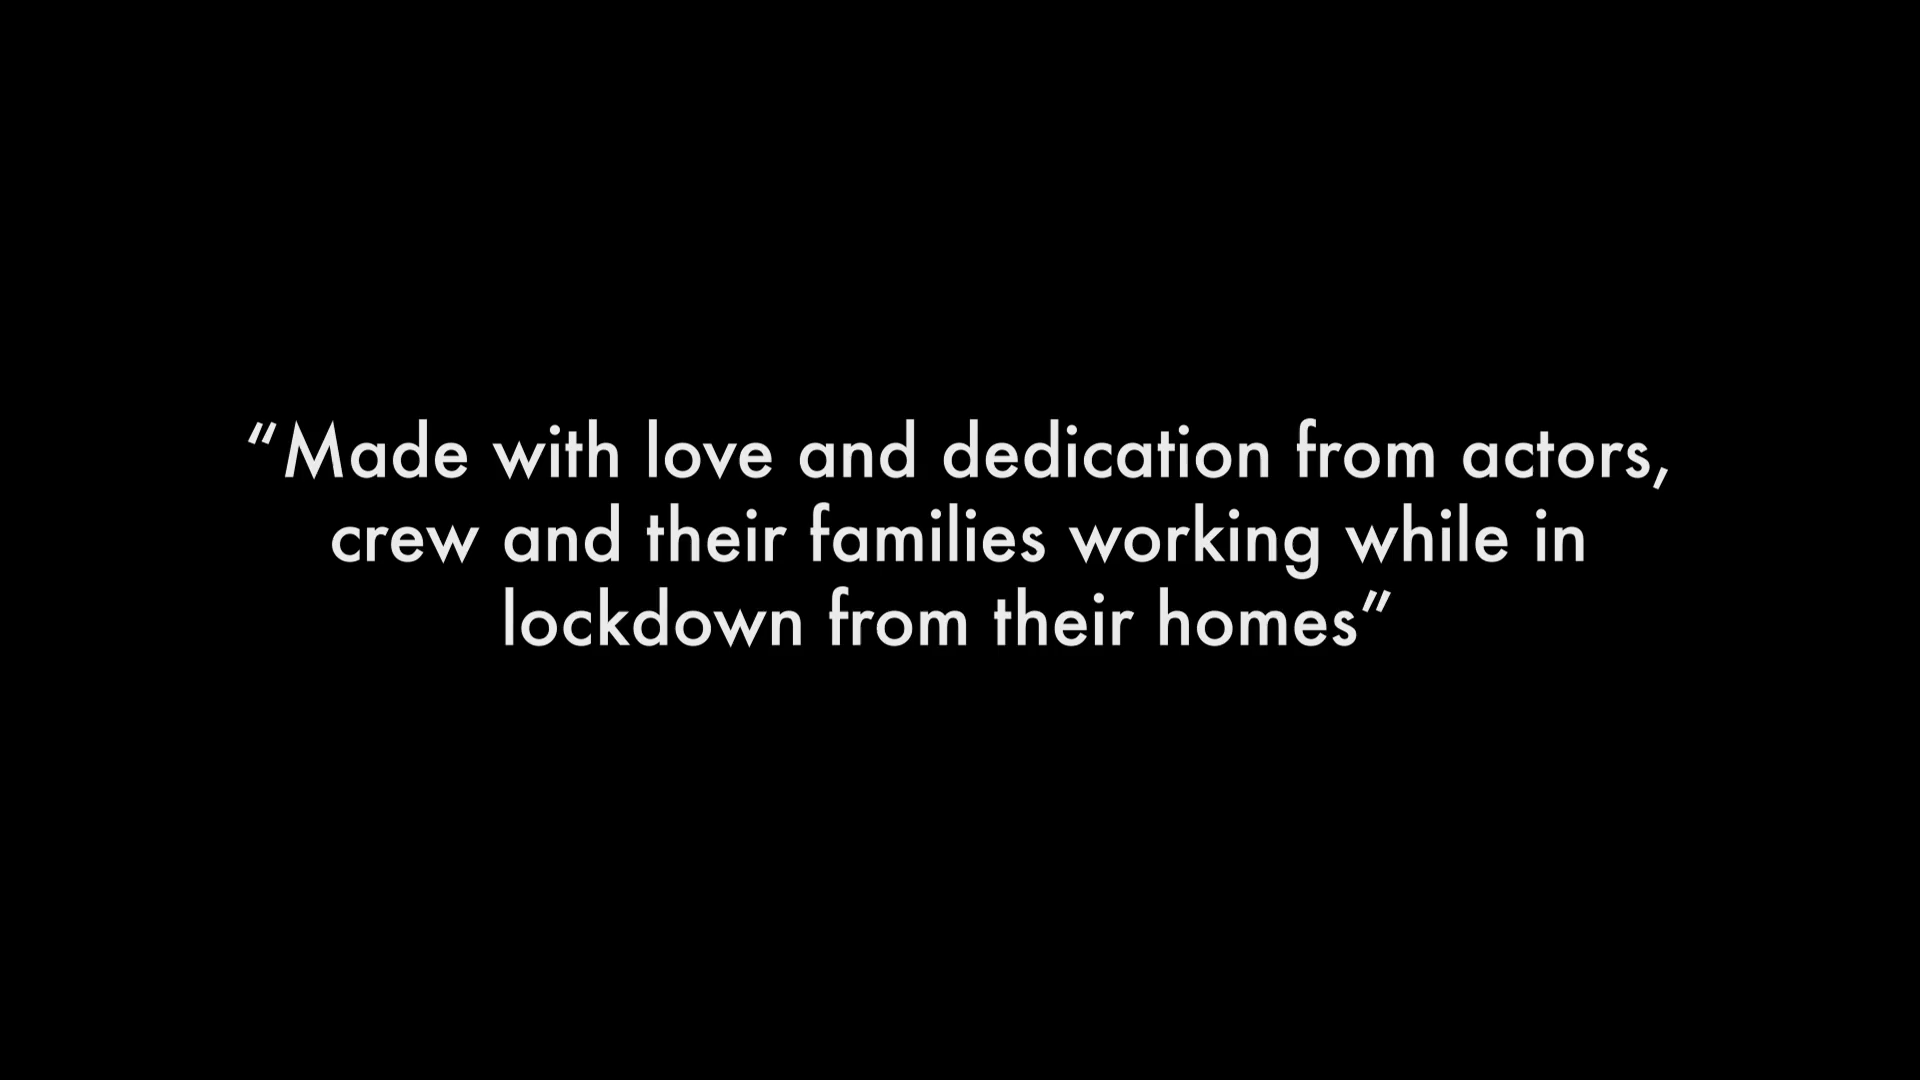 “Made with love and dedication from actors,
crew and their families working while in
lockdown from their homes”